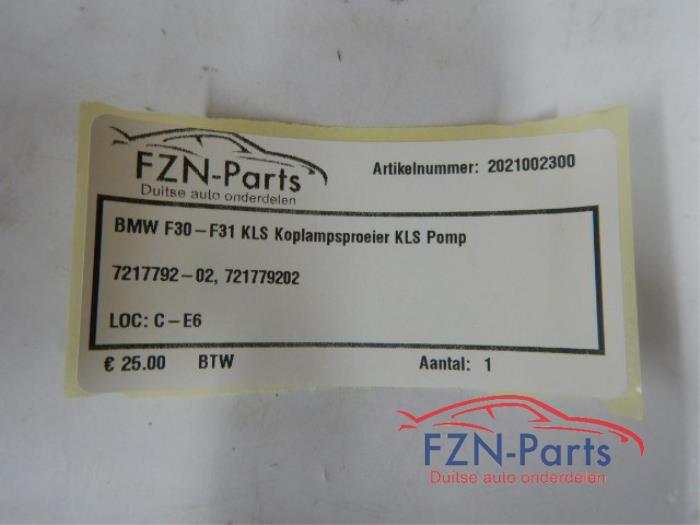 FZN-Parts
Duitse auto onderdelen
Artikelnummer: 2021002300
BMW F30-F31 KLS Koplampsproeier KLS Pomp
7217792-02, 721779202
LOC: C-E6
€ 25.00 BTW Aantal: 1
FZN-Parts
Duitse auto onderdelen